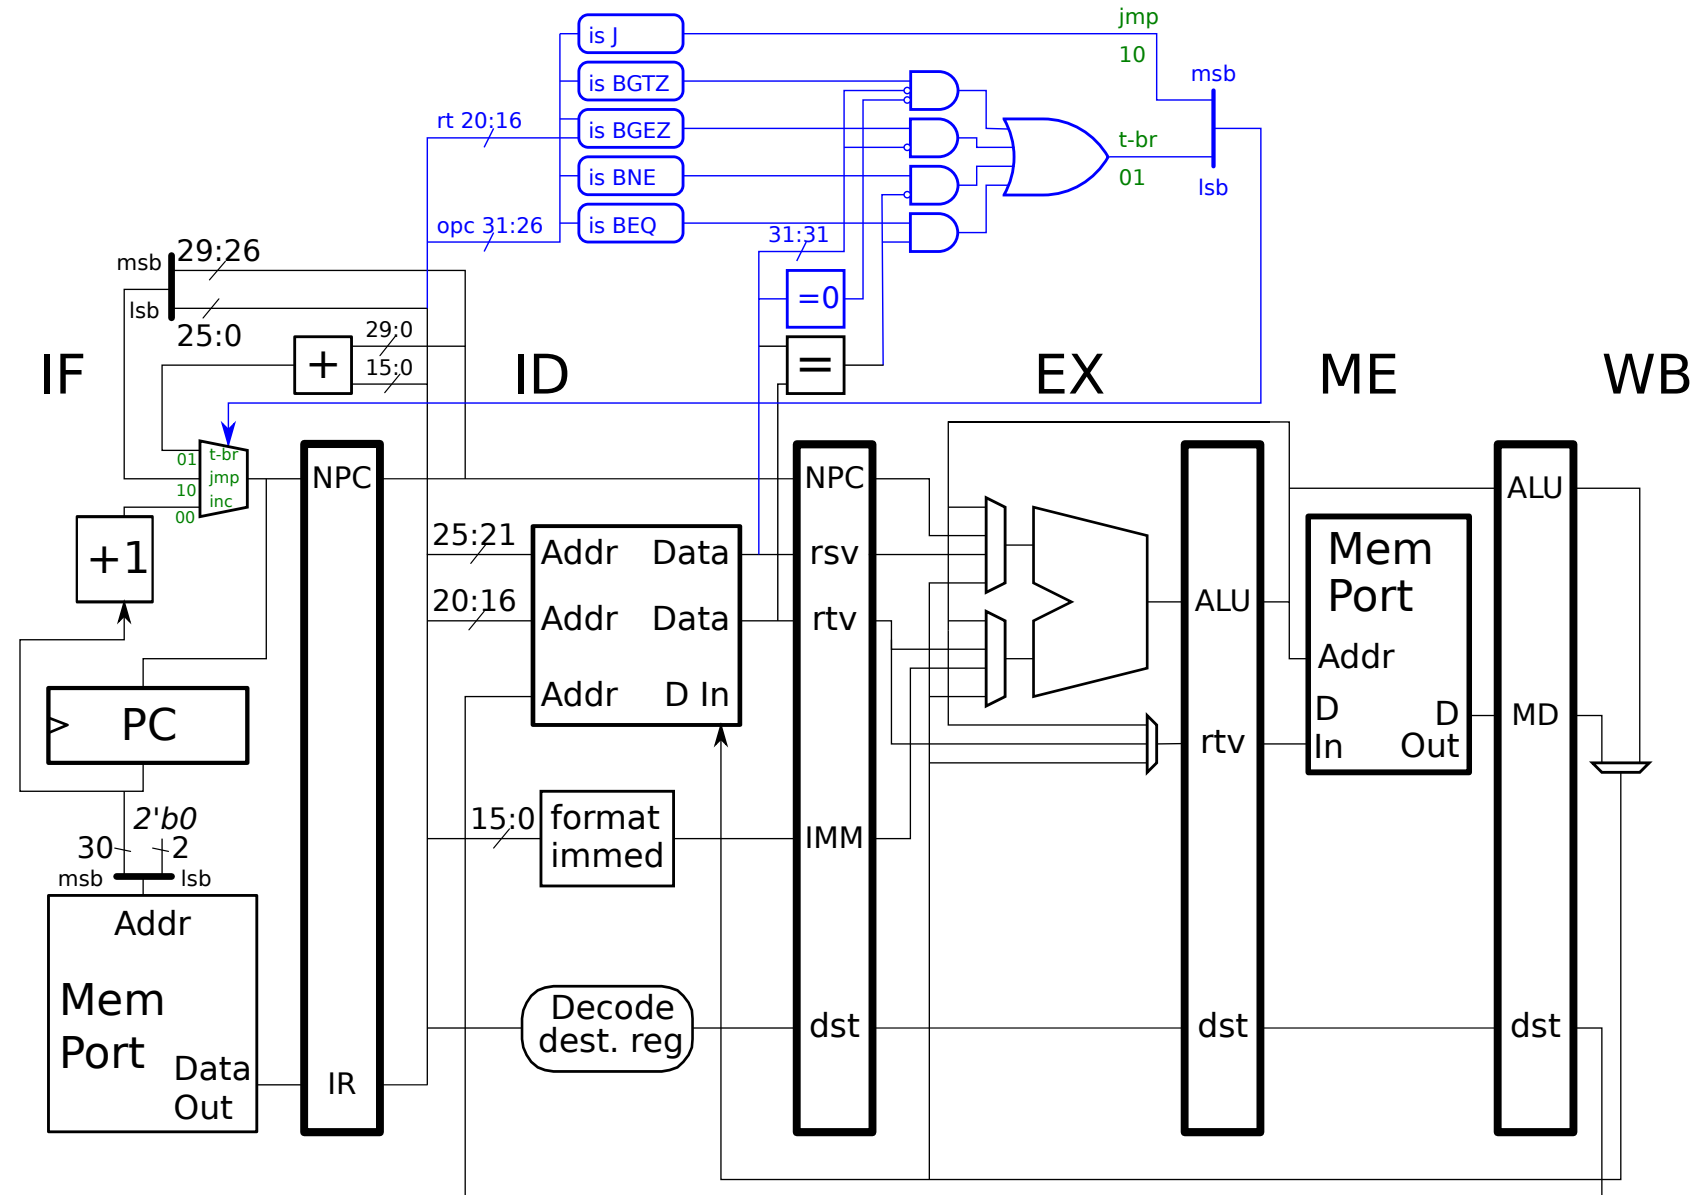 is J
jmp
10
is BGTZ
msb
rt 20:16
is BGEZ
t-br
is BNE
01
lsb
opc 31:26
is BEQ
31:31
29:26
msb
=0
lsb
25:0
29:0
+
15:0
=
IF
ID
EX
ME
WB
01
t-br
jmp
10
inc
00
NPC
NPC
ALU
+1
25:21
Addr
Data
rsv
Mem
Port
20:16
Addr
Data
rtv
ALU
Addr
Addr
D In
D
In
D
Out
MD
PC
rtv
2'b0
30
2
15:0
format
immed
IMM
msb
lsb
Addr
Mem
Port
Data
Out
Decode
dest. reg
dst
dst
dst
IR